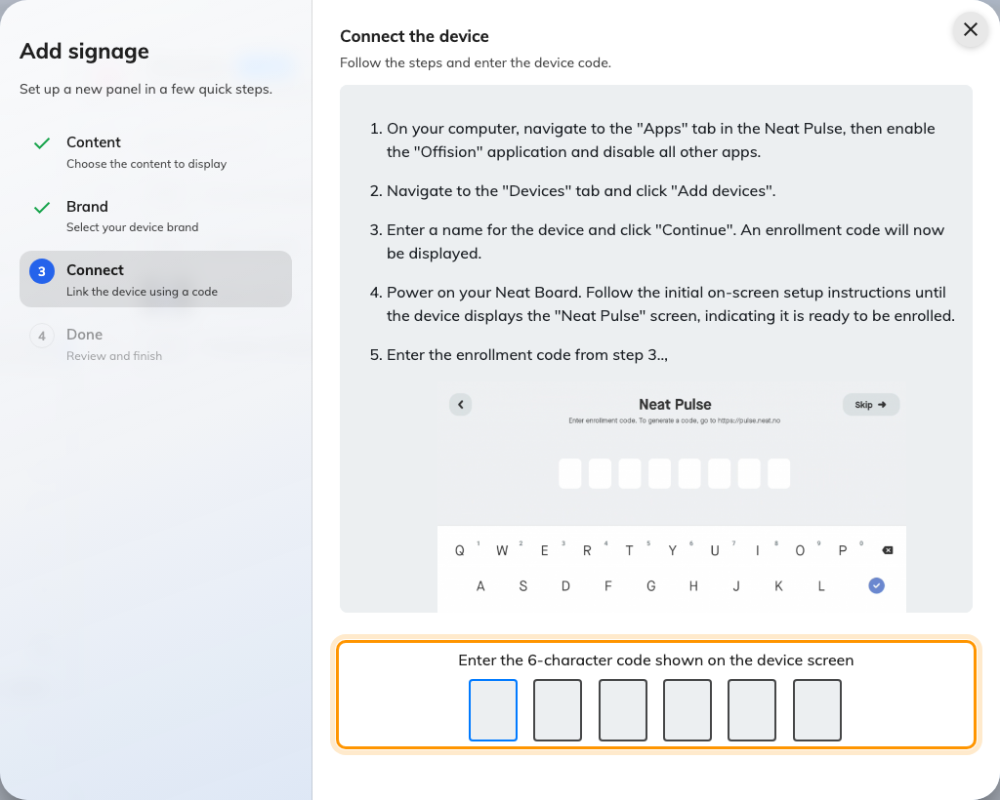 Add signage
Set up a new panel in a few quick steps.
Content
Choose the content to display
Brand
Select your device brand
3
Connect
Link the device using a code
4
Done
Review and finish
Connect the device
Follow the steps and enter the device code.
1. On your computer, navigate to the "Apps" tab in the Neat Pulse, then enable
the "Offision" application and disable all other apps.
2. Navigate to the "Devices" tab and click "Add devices".
3. Enter a name for the device and click "Continue". An enrollment code will now
be displayed.
4. Power on your Neat Board. Follow the initial on-screen setup instructions until
the device displays the "Neat Pulse" screen, indicating it is ready to be enrolled.
5. Enter the enrollment code from step 3..,
Neat Pulse
Skip
Enter enrollment code. To generate a code, go to https://pulse.neat.no
Q 1 W 2 E 3 R 4 T 5 Y 6 U 7 I 8 O 9 P 0
A S D F G H J K L
Enter the 6-character code shown on the device screen